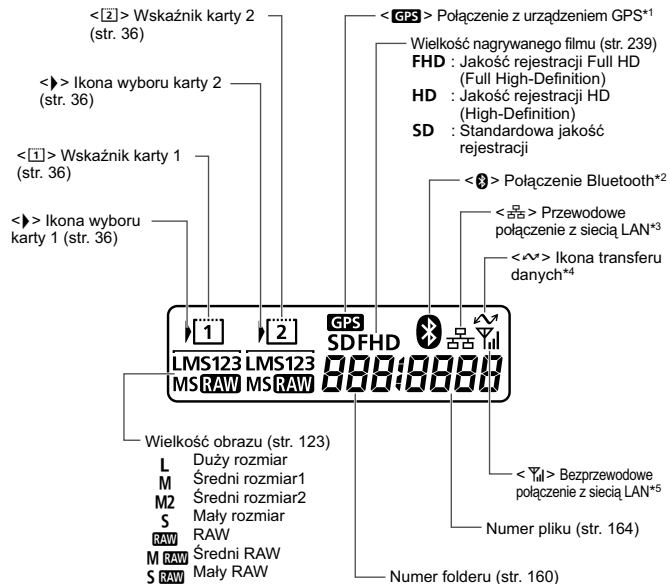 <2> Wskaźnik karty 2
(str. 36)
<GPS> Połączenie z urządzeniem GPS*1
Wielkość nagrywanego filmu (str. 239)
FHD : Jakość rejestracji Full HD
(Full High-Definition)
HD : Jakość rejestracji HD
(High-Definition)
SD : Standardowa jakość
rejestracji
< > Ikona wyboru karty 2
(str. 36)
<1> Wskaźnik karty 1
(str. 36)
< > Ikona wyboru
karty 1 (str. 36)
< > Połączenie Bluetooth*2
< > Przewodowe
połączenie z siecią LAN*3
< > Ikona transferu
danych*4
1 2 GPS
SDFHD
LMS123 LMS123
MS RAW MS RAW 888:8888
Wielkość obrazu (str. 123)
L Duży rozmiar
M Średni rozmiar1
M2 Średni rozmiar2
S Mały rozmiar
RAW RAW
M RAW Średni RAW
S RAW Mały RAW
< > Bezprzewodowe
połączenie z siecią LAN*5
Numer pliku (str. 164)
Numer folderu (str. 160)